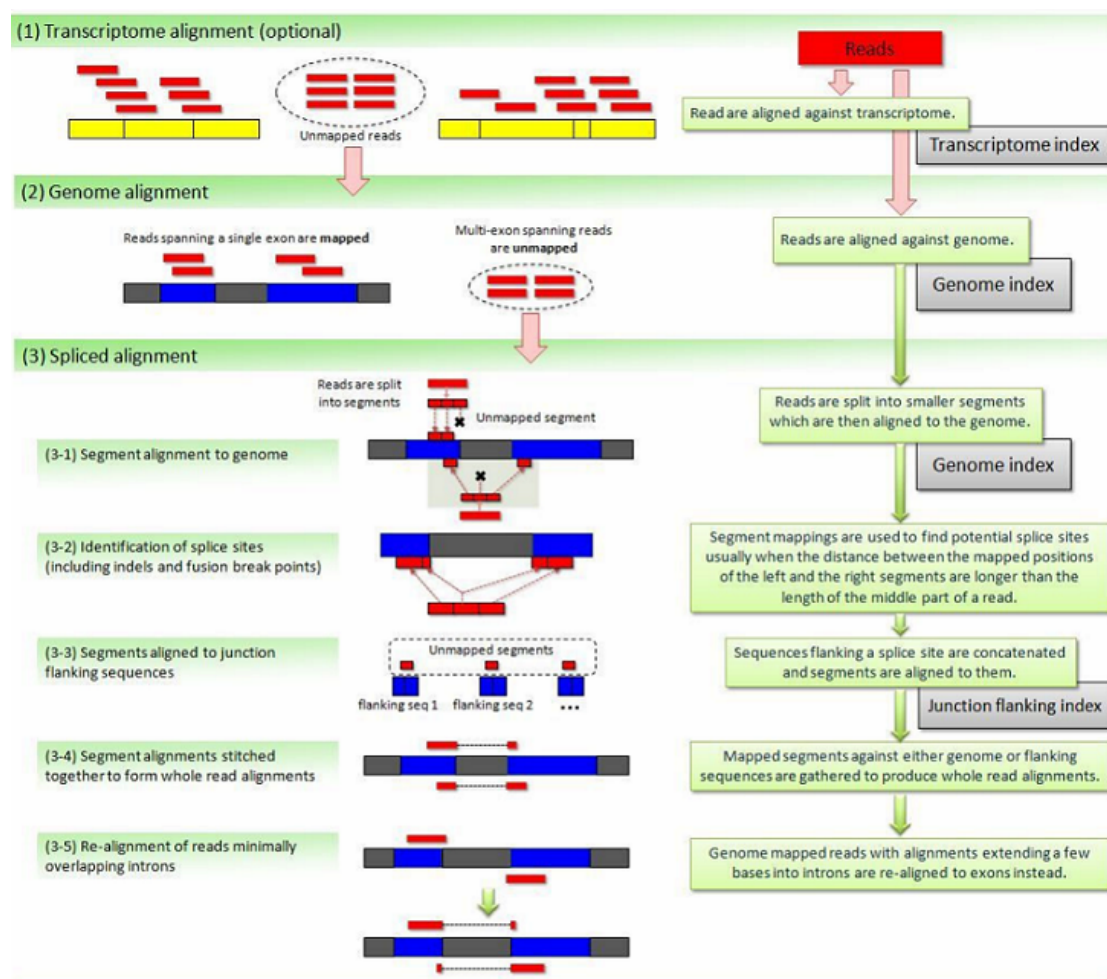 (1) Transcriptome alignment (optional)
Reads
Unmapped reads
Read are aligned against transcriptome.
Transcriptome index
(2) Genome alignment
Reads spanning a single exon are mapped
Multi-exon spanning reads
are unmapped
Reads are aligned against genome.
Genome index
(3) Spliced alignment
Reads are split
into segments
Unmapped segment
(3-1) Segment alignment to genome
Reads are split into smaller segments
which are then aligned to the genome.
Genome index
(3-2) Identification of splice sites
(including indels and fusion break points)
Segment mappings are used to find potential splice sites
usually when the distance between the mapped positions
of the left and the right segments are longer than the
length of the middle part of a read.
(3-3) Segments aligned to junction
flanking sequences
Unmapped segments
flanking seq 1
flanking seq 2
•••
Sequences flanking a splice site are concatenated
and segments are aligned to them.
Junction flanking index
(3-4) Segment alignments stitched
together to form whole read alignments
Mapped segments against either genome or flanking
sequences are gathered to produce whole read alignments.
(3-5) Re-alignment of reads minimally
overlapping introns
Genome mapped reads with alignments extending a few
bases into introns are re-aligned to exons instead.